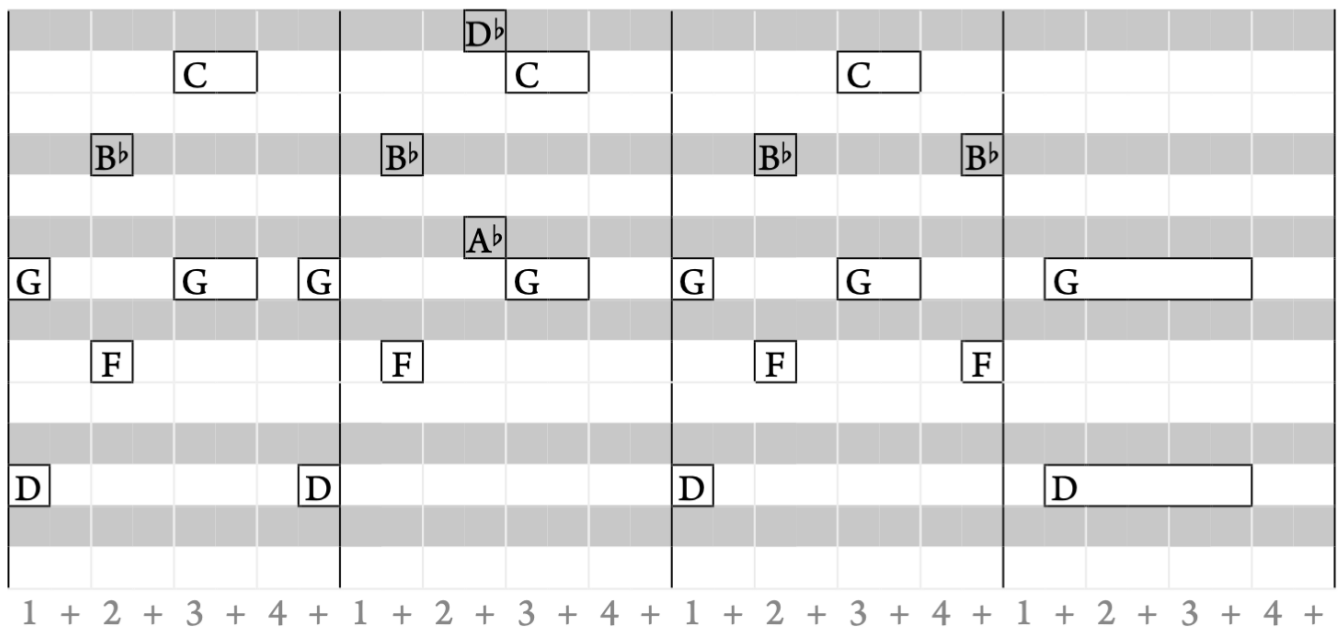 D♭
C C C
B♭ B♭ B♭ B♭
A♭
G G G G G G G
F F F F
D D D D
1 + 2 + 3 + 4 + 1 + 2 + 3 + 4 + 1 + 2 + 3 + 4 + 1 + 2 + 3 + 4 +